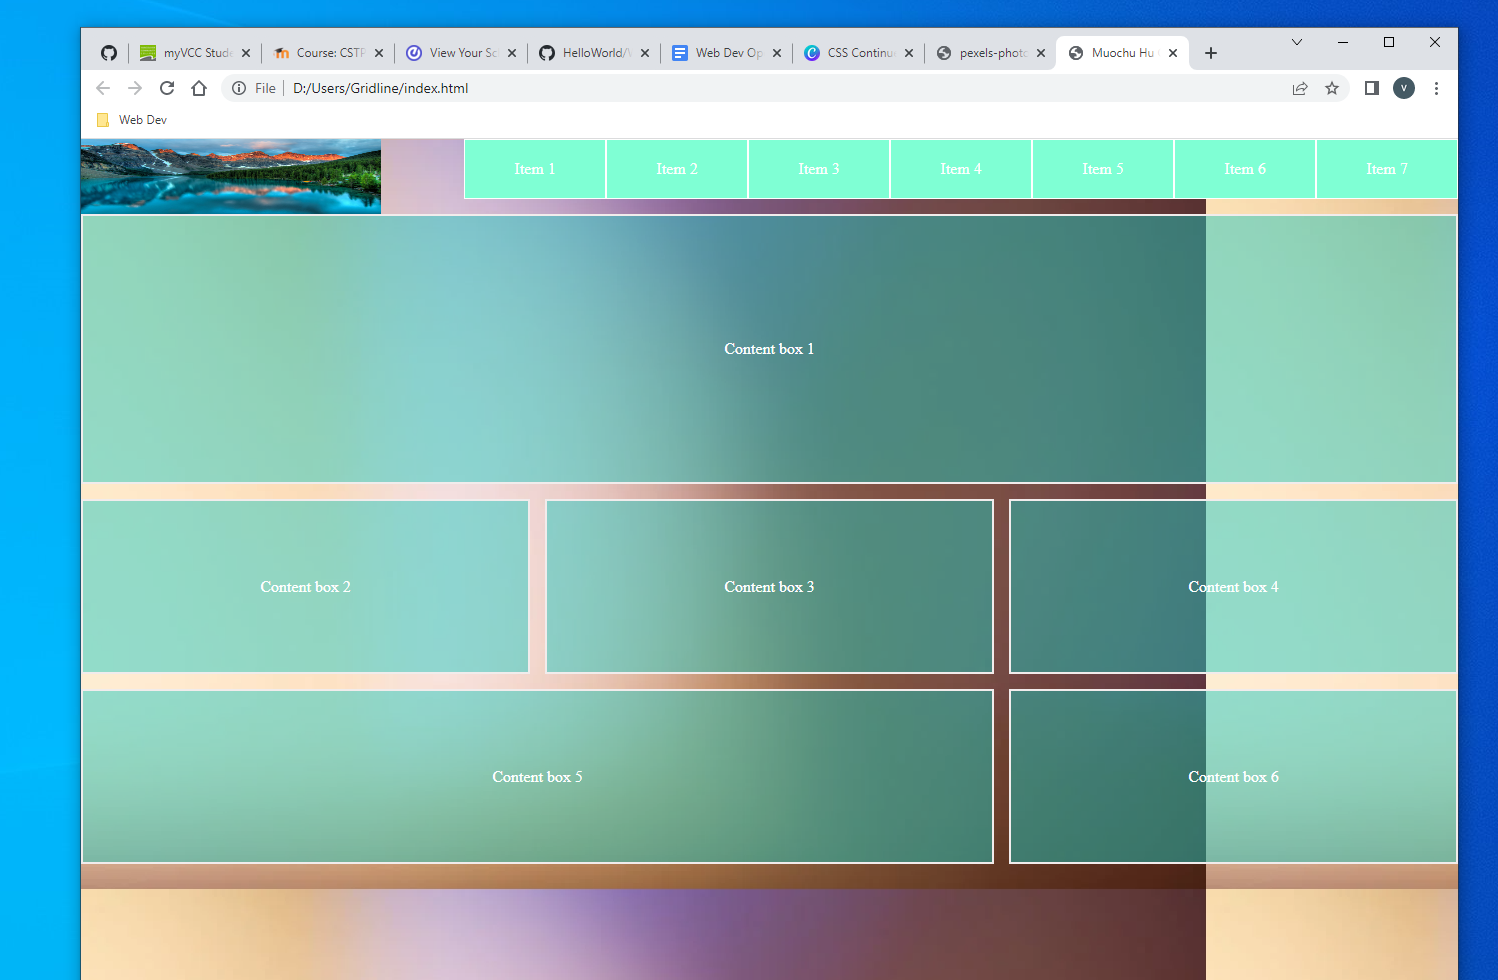 myVCC Stude
Course: CSTP
View Your Sc
HelloWorld/
Web Dev Op
CSS Continu
pexels-photo
Muochu Hu
File
D:/Users/Gridline/index.html
V
Web Dev
Item 1
Item 2
Item 3
Item 4
Item 5
Item 6
Item 7
Content box 1
Content box 2
Content box 3
Content box 4
Content box 5
Content box 6